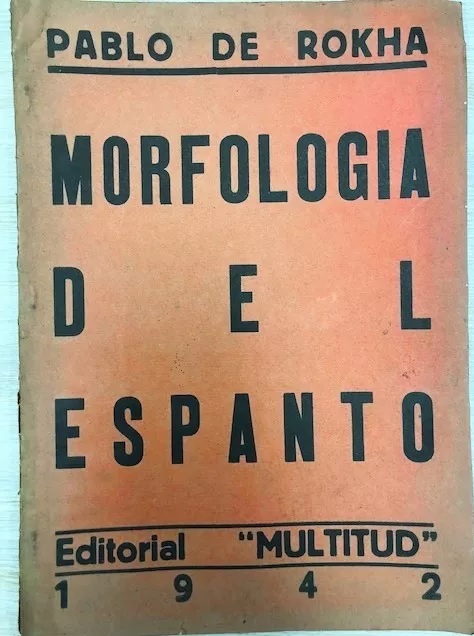 PABLO DE ROKHA
MORFOLOGIA
DEL
ESPANTO
Editorial "MULTITUD"
1942